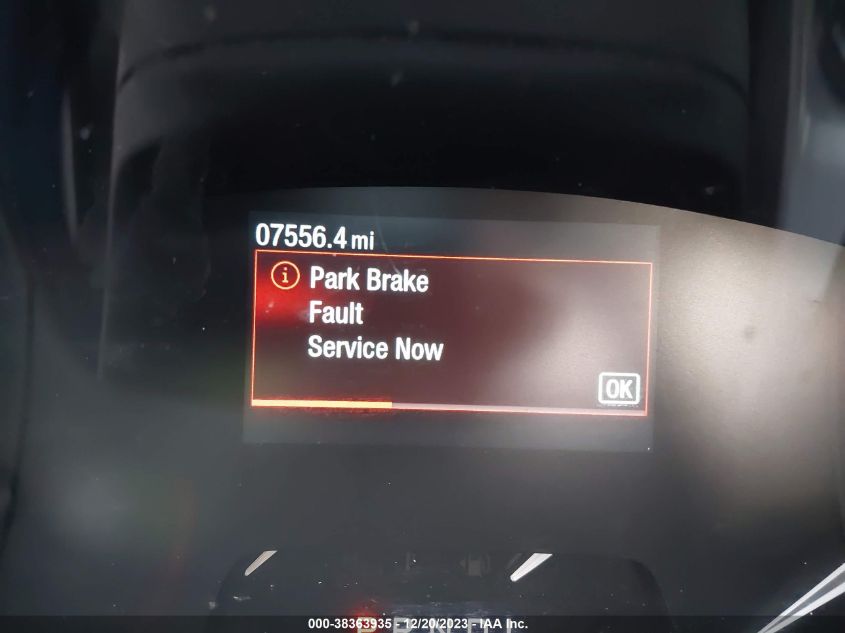 07556.4 mi
Park Brake
Fault
Service Now
OK
P R N D L
000-38363935 - 12/20/2023 - IAA Inc.